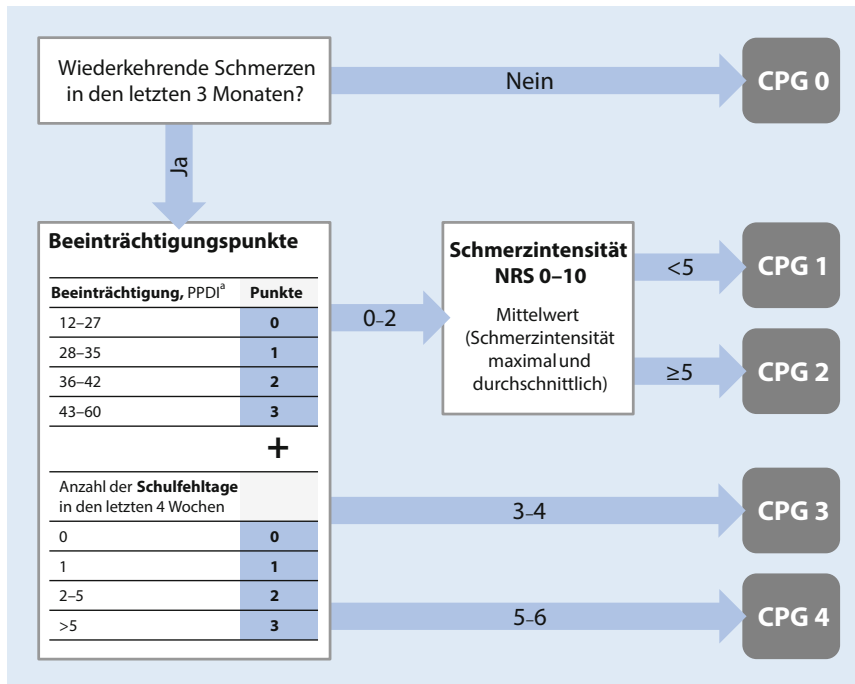 Wiederkehrende Schmerzen
in den letzten 3 Monaten?
Nein
CPG 0
Ja
Beeinträchtigungspunkte
Beeinträchtigung, PPDIᵃ Punkte
12–27 0
28–35 1
36–42 2
43–60 3
+
Anzahl der Schulfehltage
in den letzten 4 Wochen
0 0
1 1
2–5 2
>5 3
0–2
Schmerzintensität
NRS 0–10
Mittelwert
(Schmerzintensität
maximal und
durchschnittlich)
<5
CPG 1
≥5
CPG 2
3–4
CPG 3
5–6
CPG 4